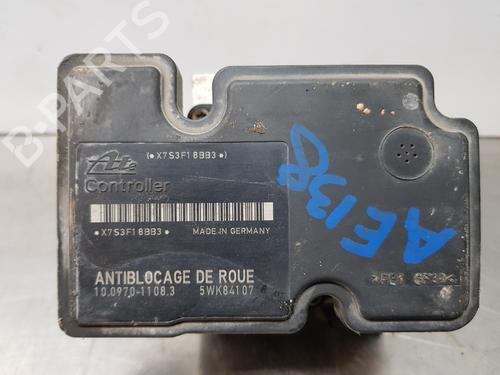 B-PARTS
Ate
(•X7S3F18BB3•)
Controller
•X7S3F18BB3•
MADE IN GERMANY
ANTIBLOCAGE DE ROUE
10.0970-1108.3 5WK84107
AE138